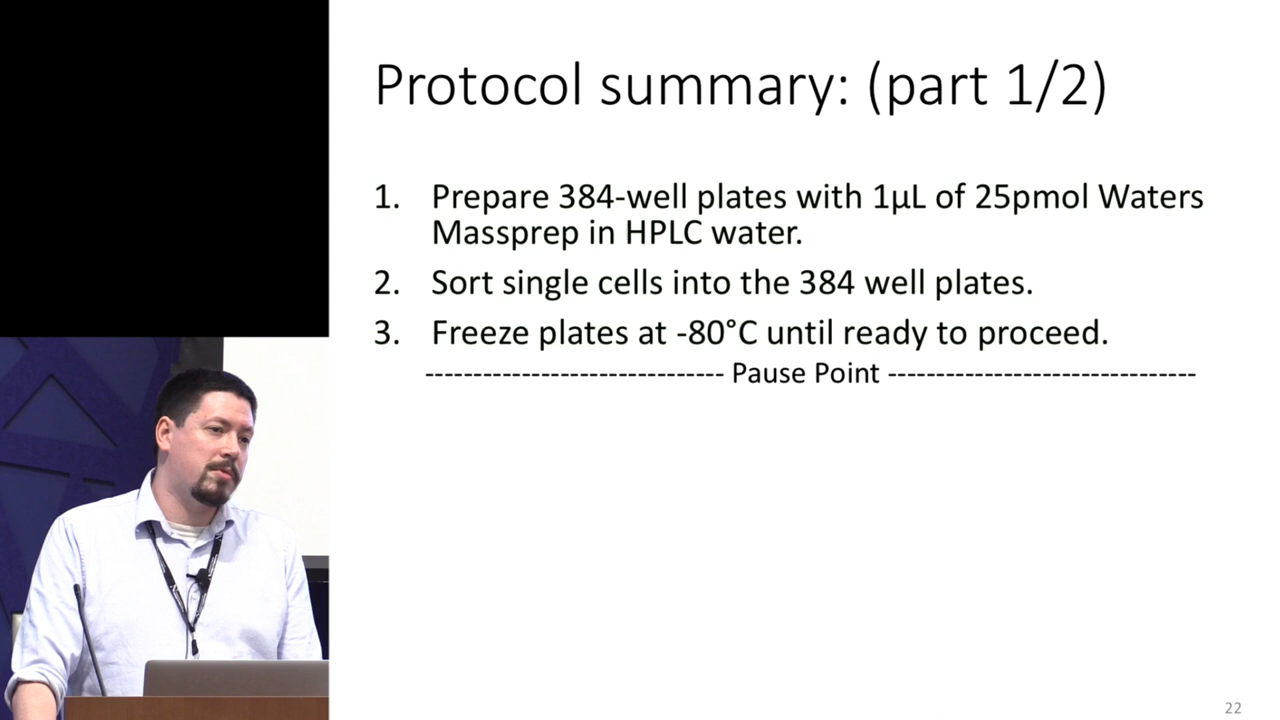 Protocol summary: (part 1/2)
1. Prepare 384-well plates with 1µL of 25pmol Waters
Massprep in HPLC water.
2. Sort single cells into the 384 well plates.
3. Freeze plates at -80°C until ready to proceed.
------------------------------- Pause Point --------------------------------
22